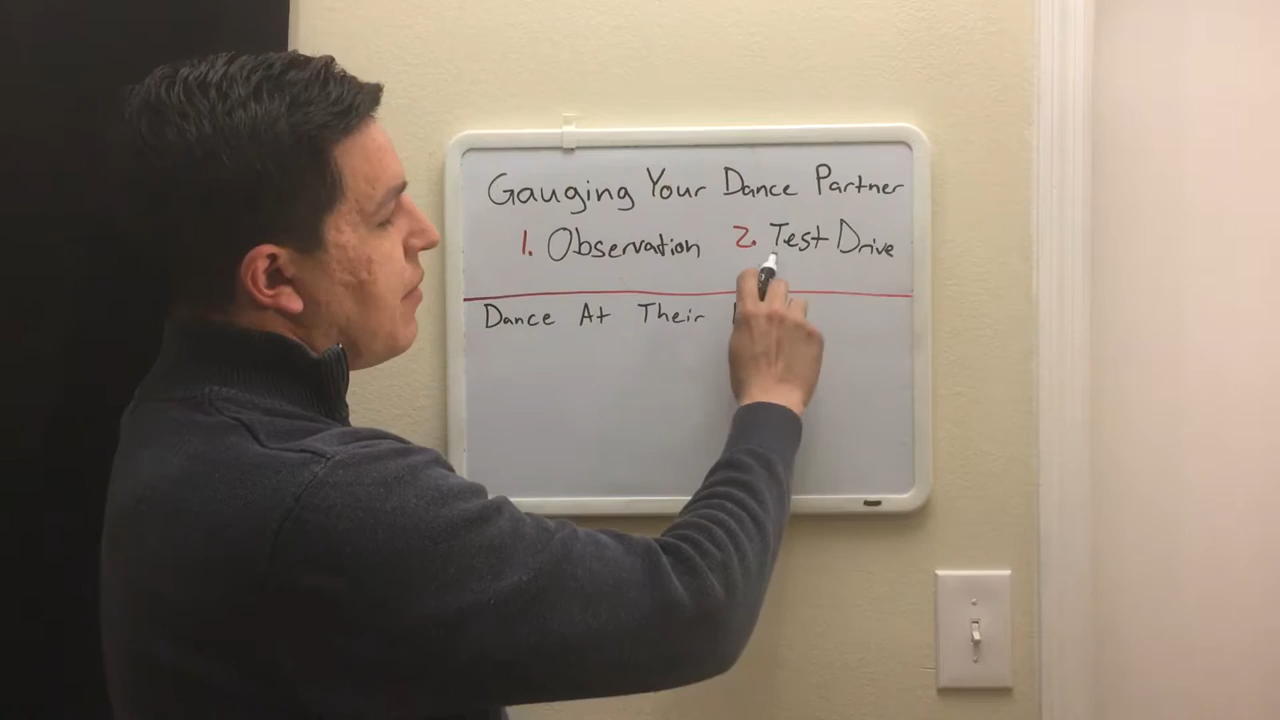 Gauging Your Dance Partner
1. Observation 2. Test Drive
Dance At Their